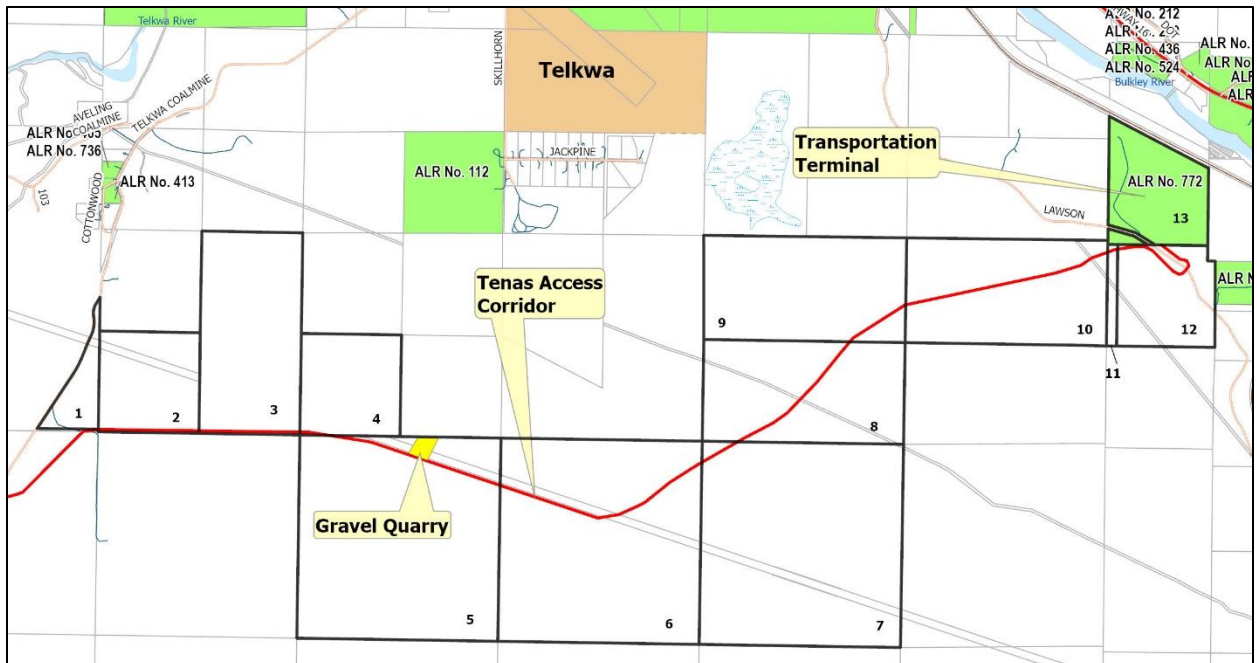 Telkwa River
SKILLHORN
Telkwa
ALR No. 212
HIGHWAY 16
ALR No. 436
ALR No. 524
Bulkley River
AVELING
COALMINE
TELKWA COALMINE
ALR No. 736
COTTONWOOD
ALR No. 413
103
ALR No. 112
JACKPINE
Transportation
Terminal
ALR No. 772
13
LAWSON
Tenas Access
Corridor
9
10
12
11
1
2
3
4
8
Gravel Quarry
5
6
7